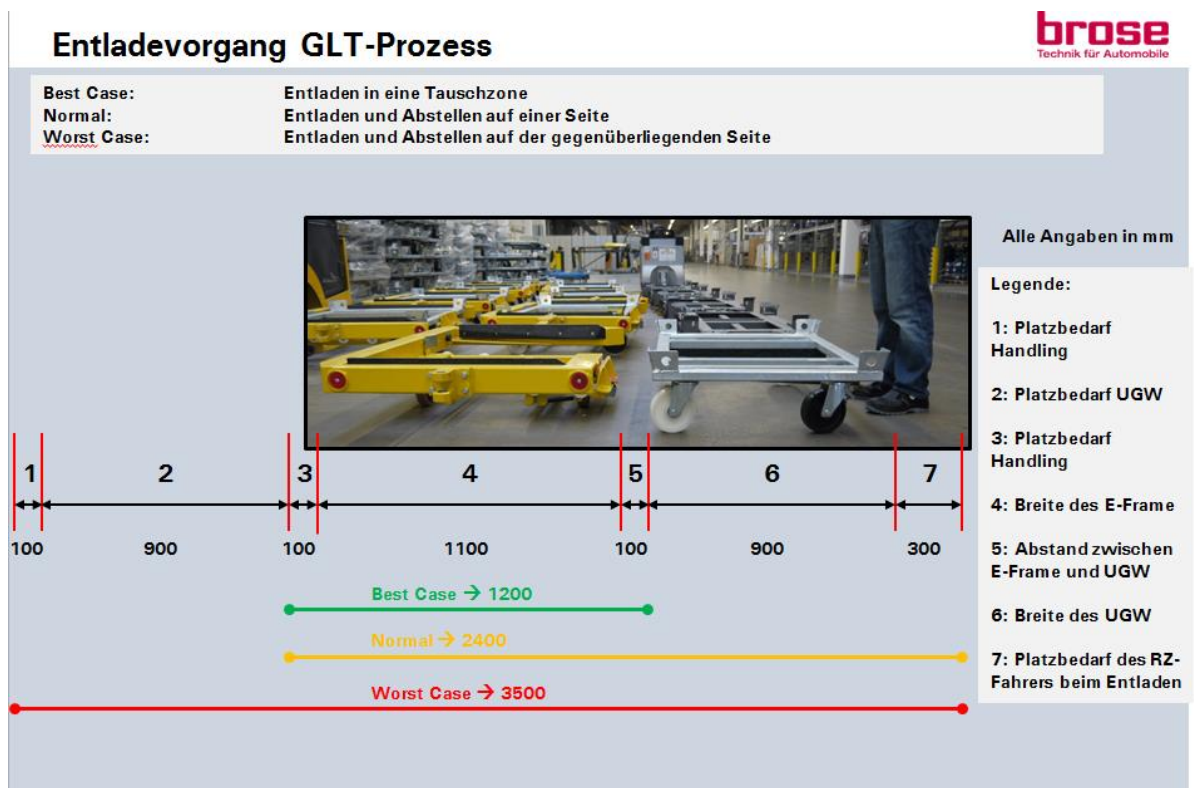 Entladevorgang GLT-Prozess
brose
Technik für Automobile
Best Case: Entladen in eine Tauschzone
Normal: Entladen und Abstellen auf einer Seite
Worst Case: Entladen und Abstellen auf der gegenüberliegenden Seite
Alle Angaben in mm
Legende:
1: Platzbedarf
Handling
2: Platzbedarf UGW
3: Platzbedarf
Handling
4: Breite des E-Frame
5: Abstand zwischen
E-Frame und UGW
6: Breite des UGW
7: Platzbedarf des RZ-
Fahrers beim Entladen
1 2 3 4 5 6 7
100 900 100 1100 100 900 300
Best Case → 1200
Normal → 2400
Worst Case → 3500